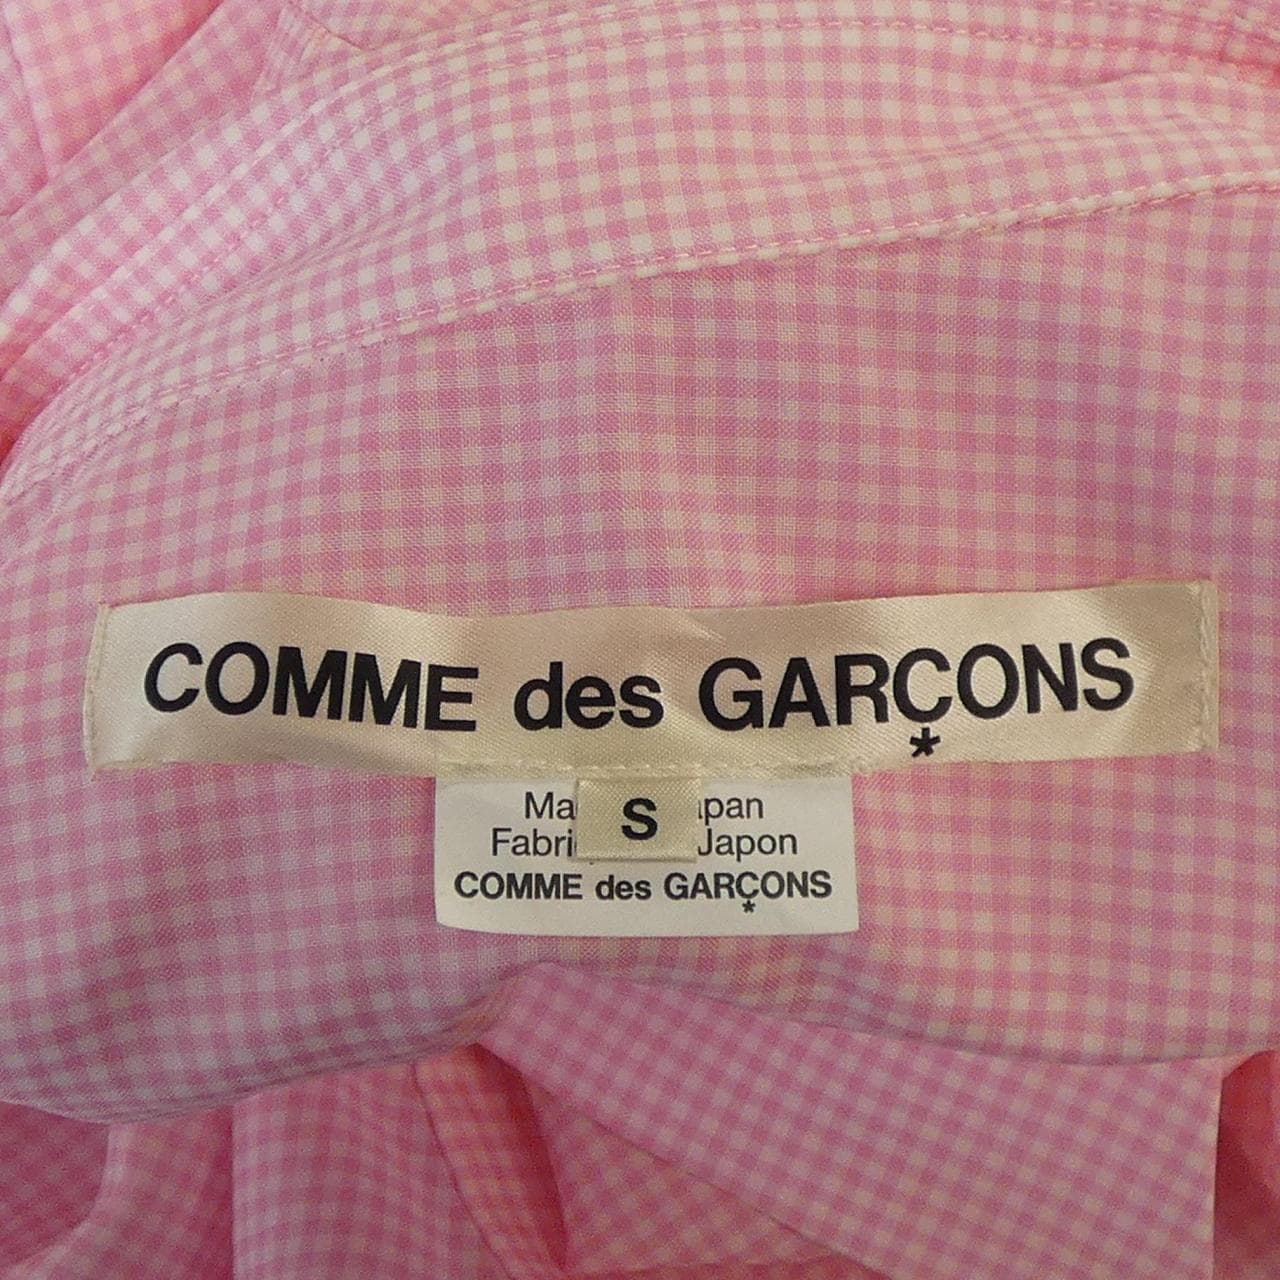 COMME des GARÇONS
*
S
Ma apan
Fabri Japon
COMME des GARÇONS
*